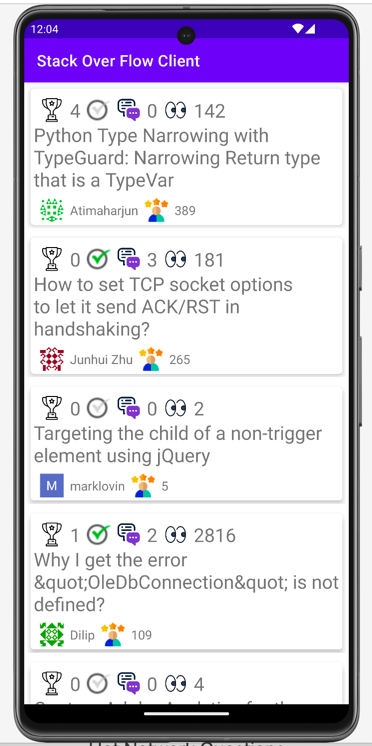 12:04
Stack Over Flow Client
4 0 142
Python Type Narrowing with
TypeGuard: Narrowing Return type
that is a TypeVar
Atimaharjun 389
0 3 181
How to set TCP socket options
to let it send ACK/RST in
handshaking?
Junhui Zhu 265
0 0 2
Targeting the child of a non-trigger
element using jQuery
M marklovin 5
1 2 2816
Why I get the error
&quot;OleDbConnection&quot; is not
defined?
Dilip 109
0 0 4